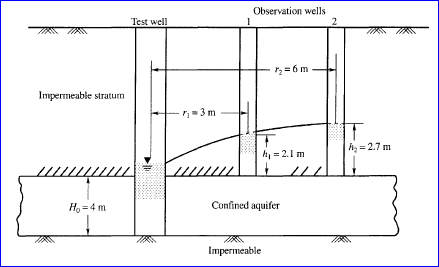 Observation wells
Test well
1
2
r₂ = 6 m
Impermeable stratum
r₁ = 3 m
h₁ = 2.1 m
h₂ = 2.7 m
H₀ = 4 m
Confined aquifer
Impermeable